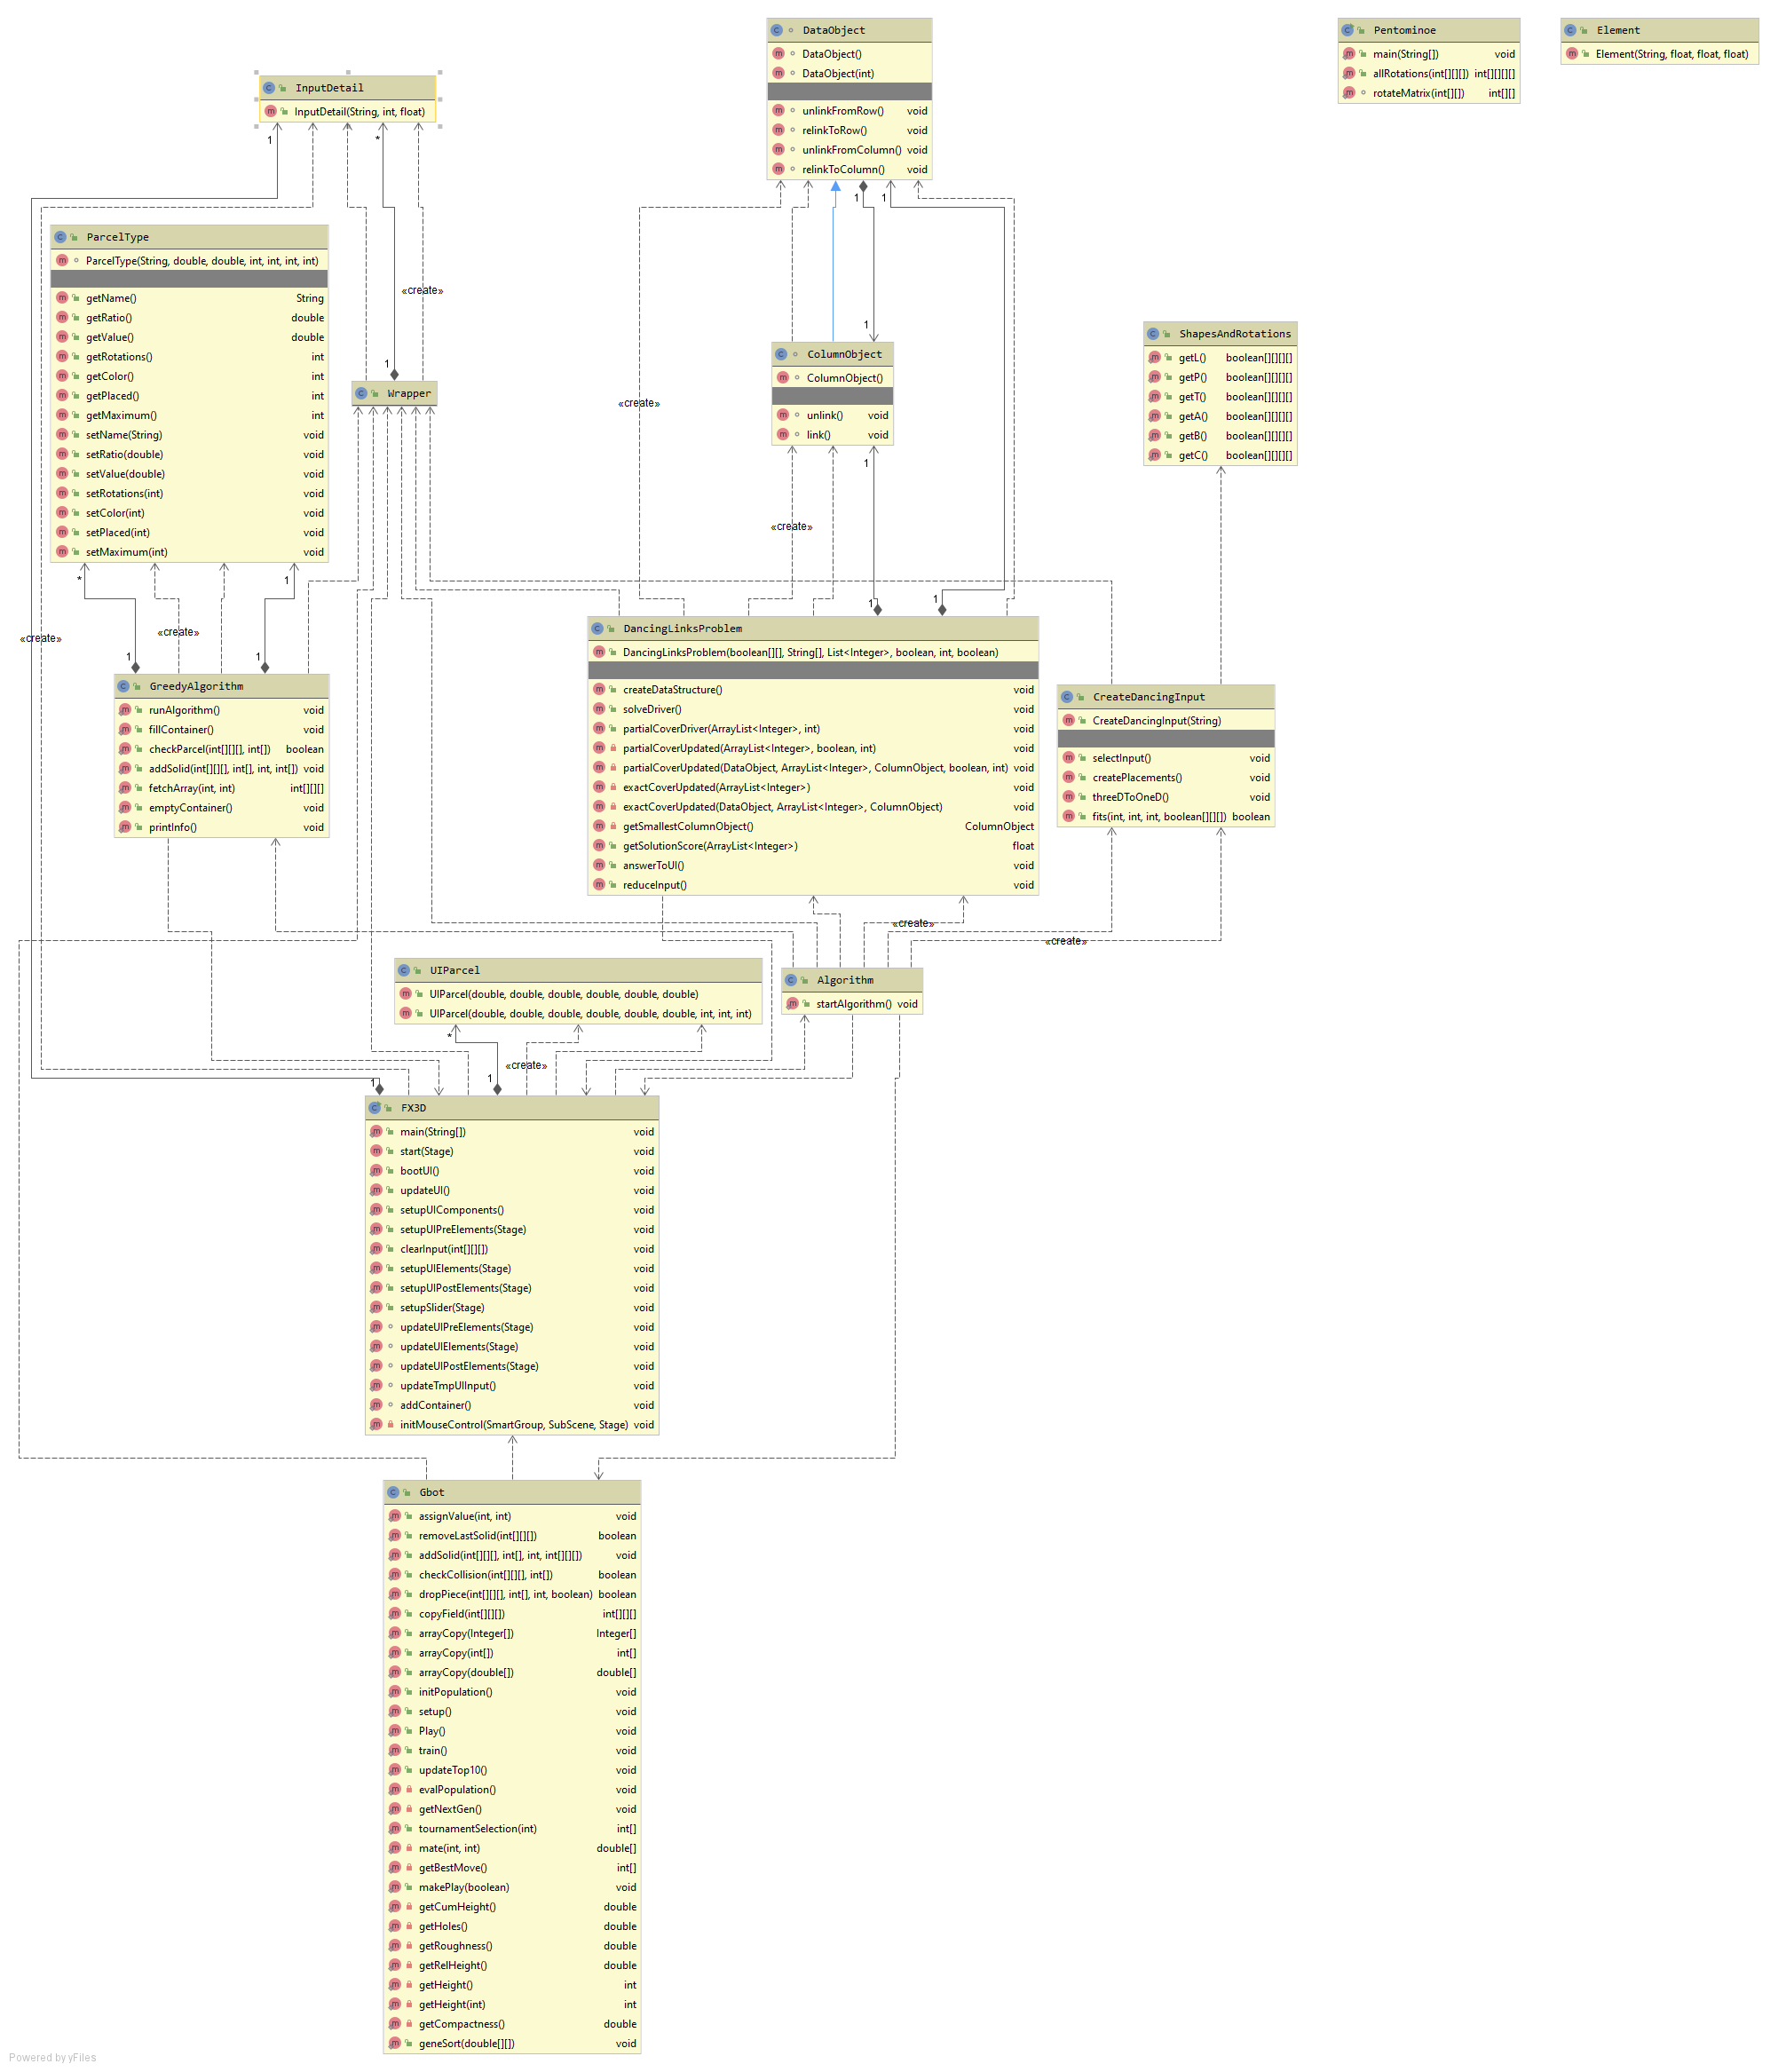 DataObject
DataObject()
DataObject(int)
unlinkFromRow() void
relinkToRow() void
unlinkFromColumn() void
relinkToColumn() void
Pentominoe
main(String[]) void
allRotations(int[][][]) int[][][][]
rotateMatrix(int[][]) int[][]
Element
Element(String, float, float, float)
InputDetail
InputDetail(String, int, float)
1
*
1
1
ParcelType
ParcelType(String, double, double, int, int, int, int)
getName() String
getRatio() double
getValue() double
getRotations() int
getColor() int
getPlaced() int
getMaximum() int
setName(String) void
setRatio(double) void
setValue(double) void
setRotations(int) void
setColor(int) void
setPlaced(int) void
setMaximum(int) void
«create»
1
1
Wrapper
«create»
ColumnObject
ColumnObject()
unlink() void
link() void
1
«create»
ShapesAndRotations
getL() boolean[][][][]
getP() boolean[][][][]
getT() boolean[][][][]
getA() boolean[][][][]
getB() boolean[][][][]
getC() boolean[][][][]
*
1
«create»
«create»
1
1
1
1
GreedyAlgorithm
runAlgorithm() void
fillContainer() void
checkParcel(int[][][], int[]) boolean
addSolid(int[][][], int[], int, int[]) void
fetchArray(int, int) int[][][]
emptyContainer() void
printInfo() void
DancingLinksProblem
DancingLinksProblem(boolean[][], String[], List<Integer>, boolean, int, boolean)
createDataStructure() void
solveDriver() void
partialCoverDriver(ArrayList<Integer>, int) void
partialCoverUpdated(ArrayList<Integer>, boolean, int) void
partialCoverUpdated(DataObject, ArrayList<Integer>, ColumnObject, boolean, int) void
exactCoverUpdated(ArrayList<Integer>) void
exactCoverUpdated(DataObject, ArrayList<Integer>, ColumnObject) void
getSmallestColumnObject() ColumnObject
getSolutionScore(ArrayList<Integer>) float
answerToUI() void
reduceInput() void
CreateDancingInput
CreateDancingInput(String)
selectInput() void
createPlacements() void
threeDToOneD() void
fits(int, int, int, boolean[][][]) boolean
«create»
«create»
UIParcel
UIParcel(double, double, double, double, double, double)
UIParcel(double, double, double, double, double, double, int, int, int)
Algorithm
startAlgorithm() void
*
«create»
1
1
FX3D
main(String[]) void
start(Stage) void
bootUI() void
updateUI() void
setupUIComponents() void
setupUIPreElements(Stage) void
clearInput(int[][][]) void
setupUIElements(Stage) void
setupUIPostElements(Stage) void
setupSlider(Stage) void
updateUIPreElements(Stage) void
updateUIElements(Stage) void
updateUIPostElements(Stage) void
updateTmpUIInput() void
addContainer() void
initMouseControl(SmartGroup, SubScene, Stage) void
Gbot
assignValue(int, int) void
removeLastSolid(int[][][]) boolean
addSolid(int[][][], int[], int, int[][][]) void
checkCollision(int[][][], int[]) boolean
dropPiece(int[][][], int[], int, boolean) boolean
copyField(int[][][]) int[][][]
arrayCopy(Integer[]) Integer[]
arrayCopy(int[]) int[]
arrayCopy(double[]) double[]
initPopulation() void
setup() void
Play() void
train() void
updateTop10() void
evalPopulation() void
getNextGen() void
tournamentSelection(int) int[]
mate(int, int) double[]
getBestMove() int[]
makePlay(boolean) void
getCumHeight() double
getHoles() double
getRoughness() double
getRelHeight() double
getHeight() int
getHeight(int) int
getCompactness() double
geneSort(double[][]) void
Powered by yFiles